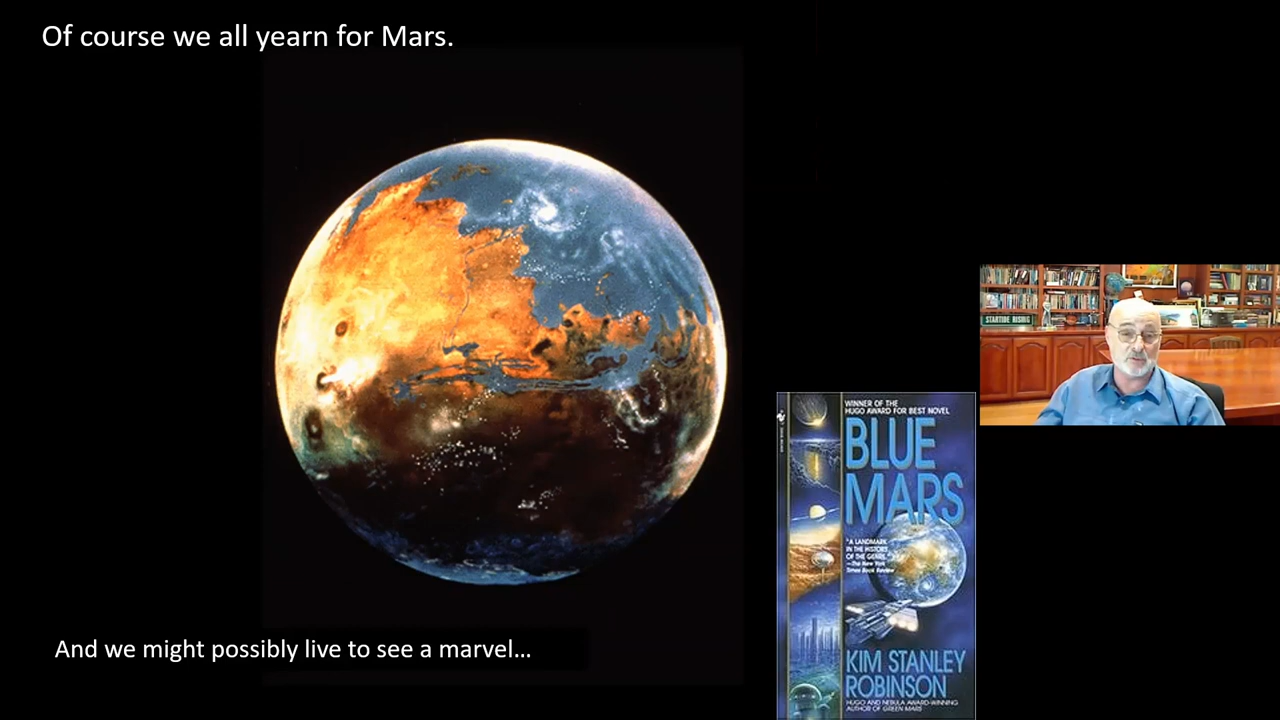 Of course we all yearn for Mars.
STARTIDE RISING
WINNER OF THE
HUGO AWARD FOR BEST NOVEL
BLUE
MARS
"A LANDMARK
IN THE HISTORY
OF THE GENRE."
—The New York
Times Book Review
KIM STANLEY
ROBINSON
HUGO AND NEBULA AWARD-WINNING
AUTHOR OF GREEN MARS
And we might possibly live to see a marvel...